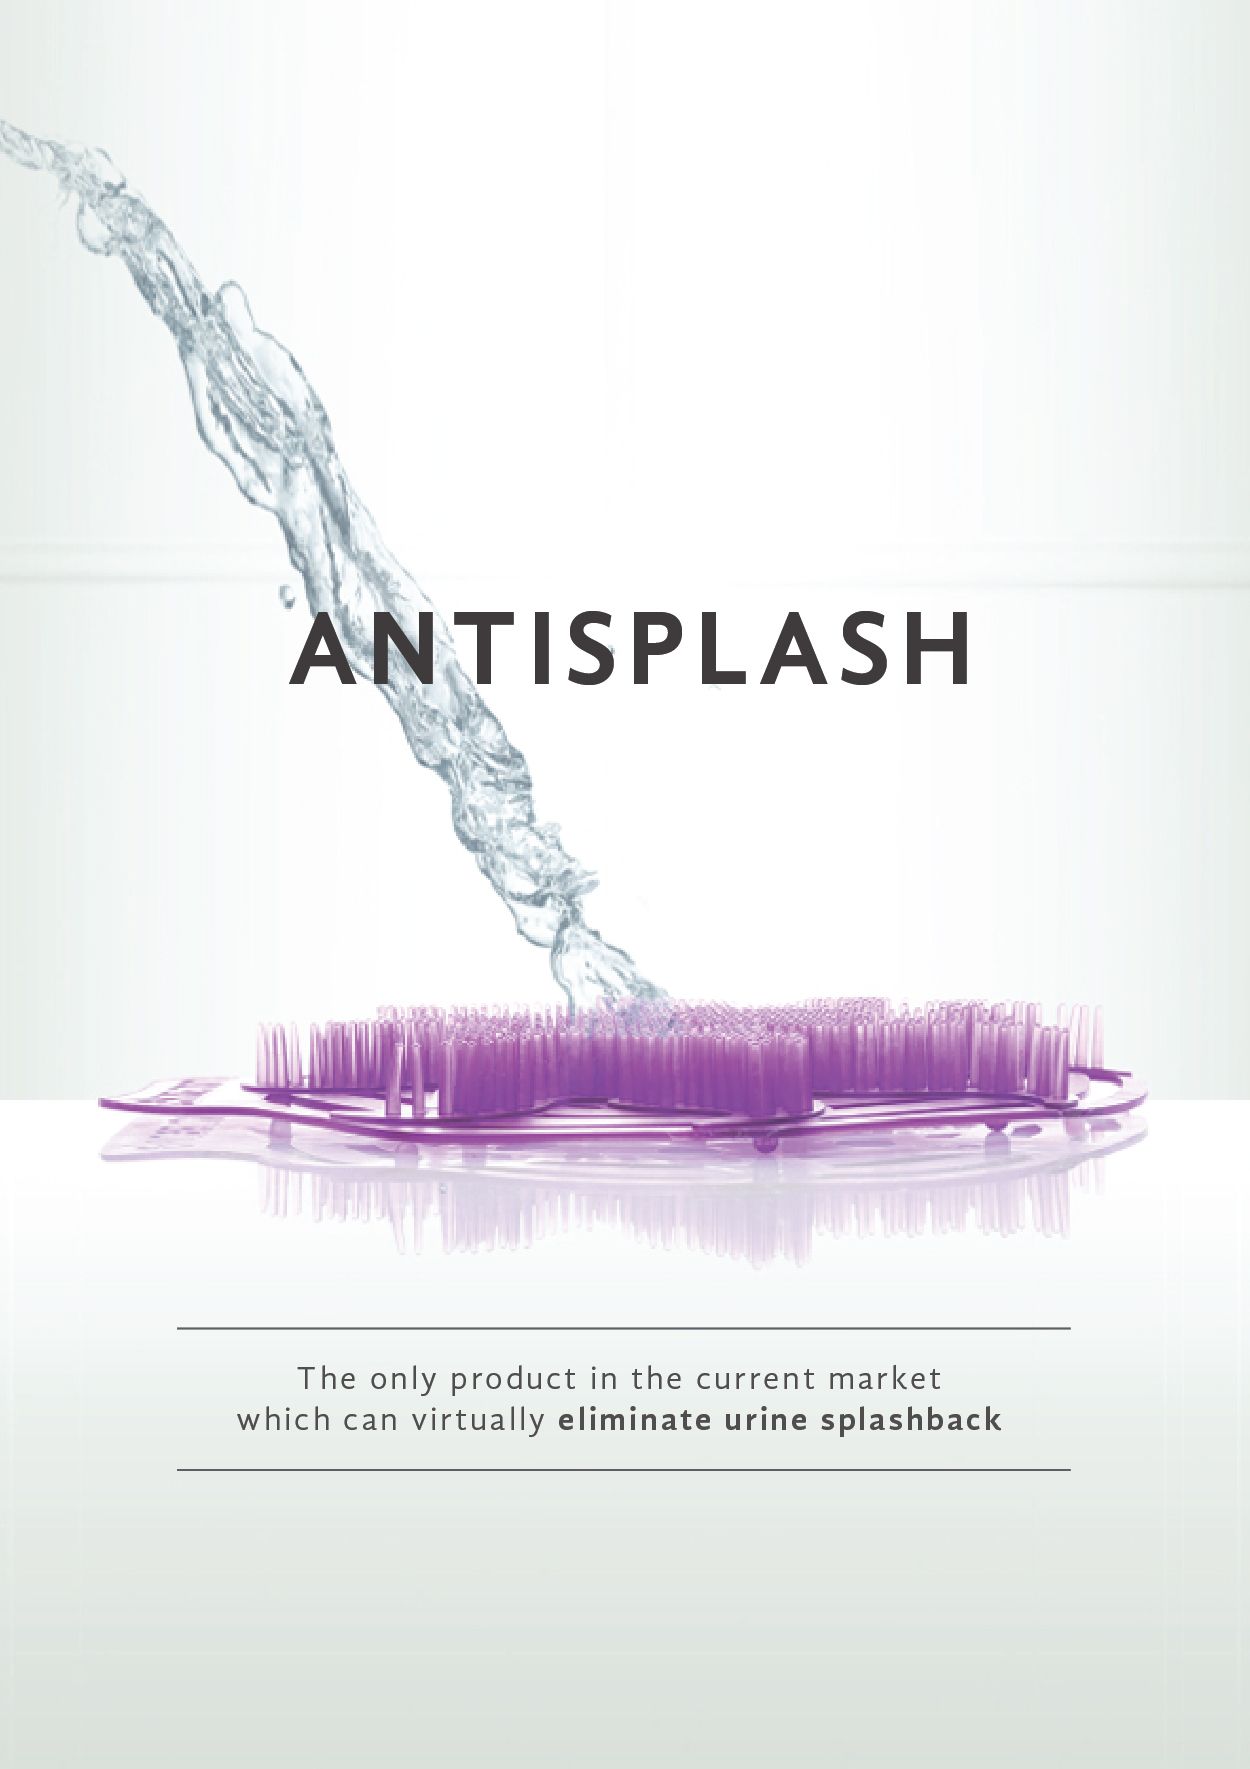 ANTISPLASH
The only product in the current market
which can virtually eliminate urine splashback